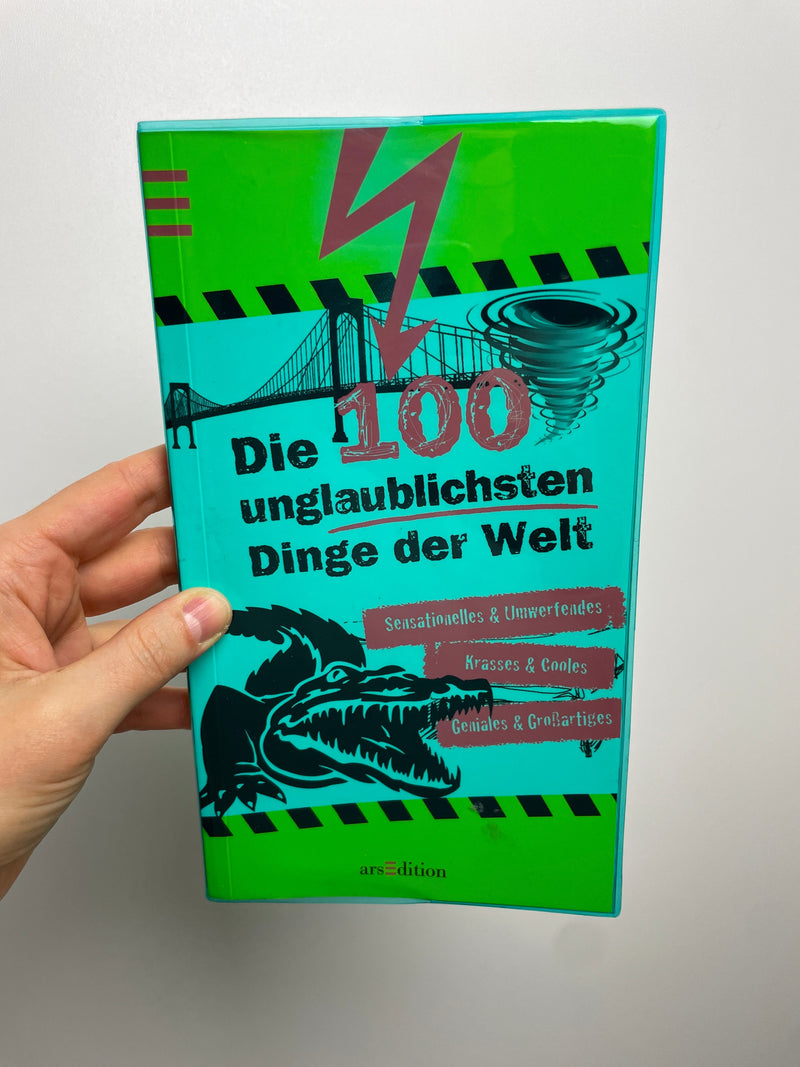 Die 100
unglaublichsten
Dinge der Welt
Sensationelles & Umwerfendes
Krasses & Cooles
Geniales & Großartiges
arsEdition